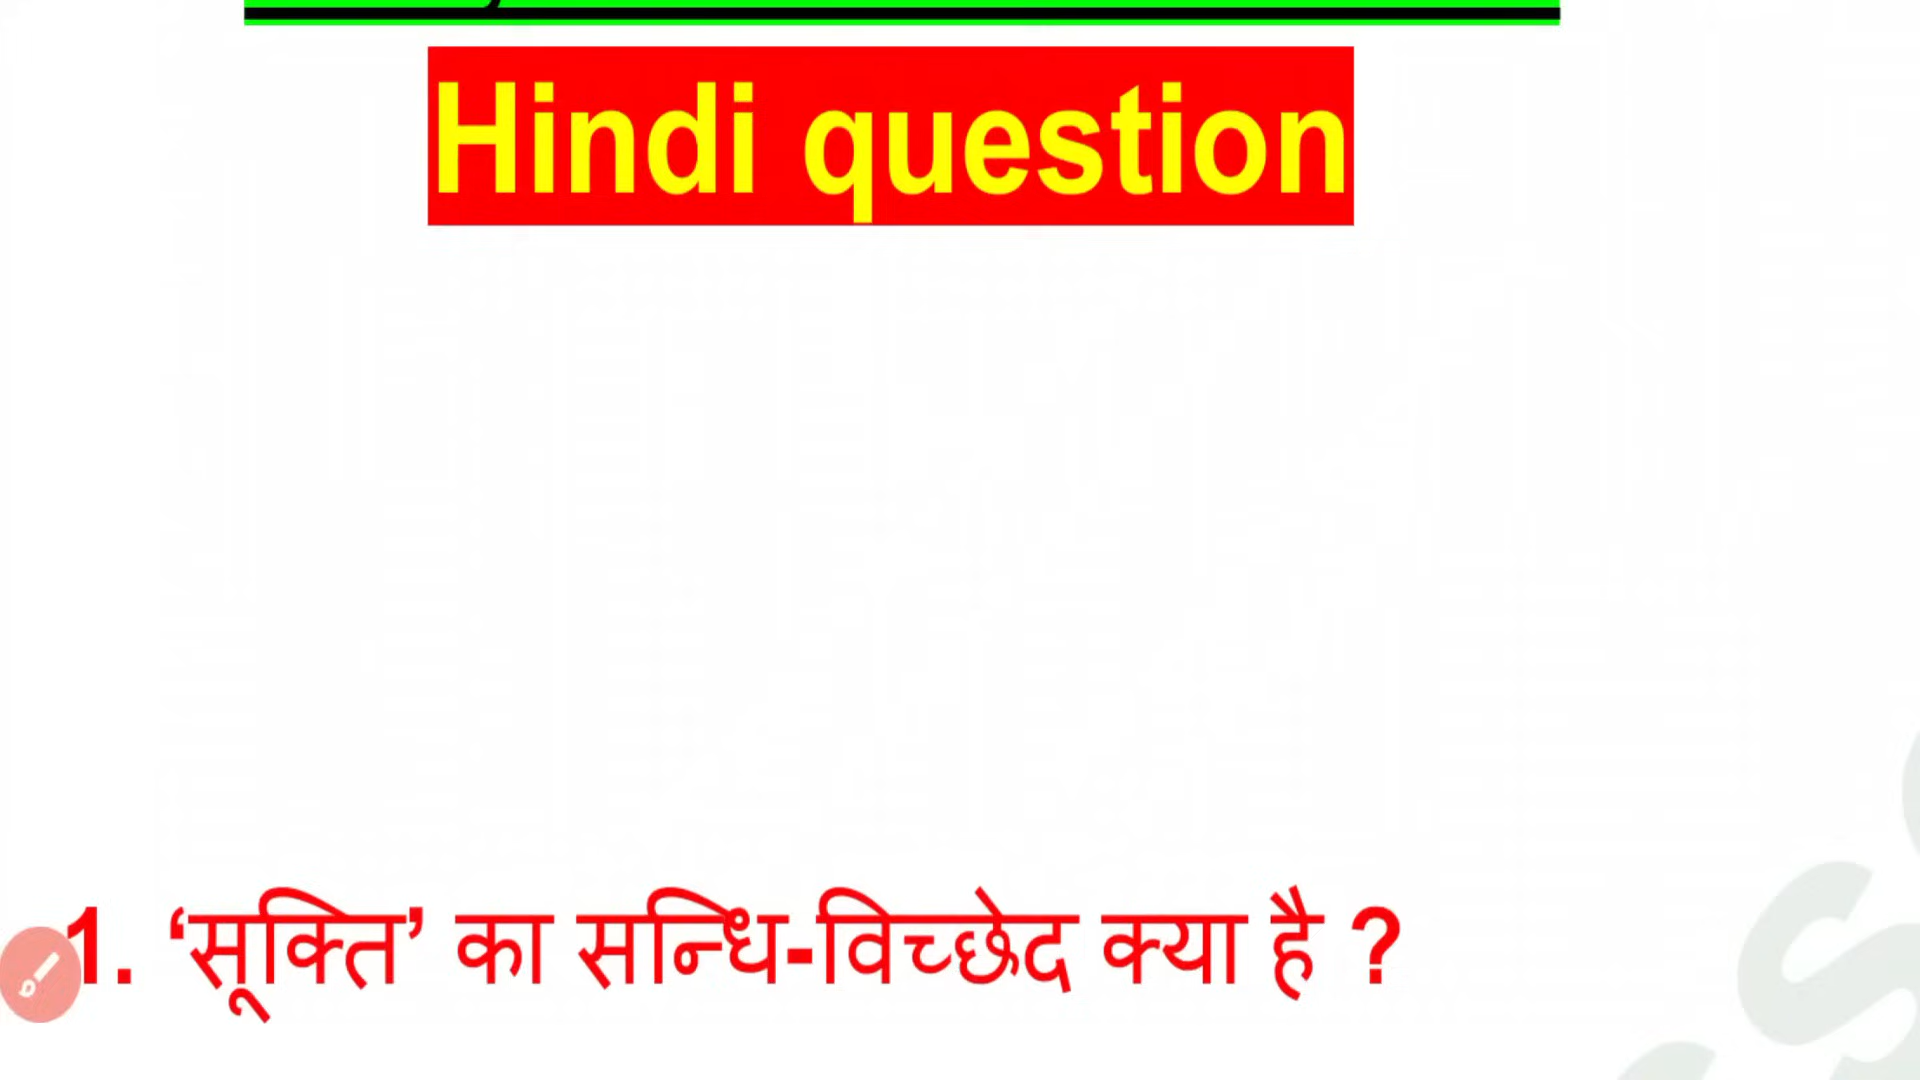 Hindi question
1. ‘सूक्ति’ का सन्धि-विच्छेद क्या है ?